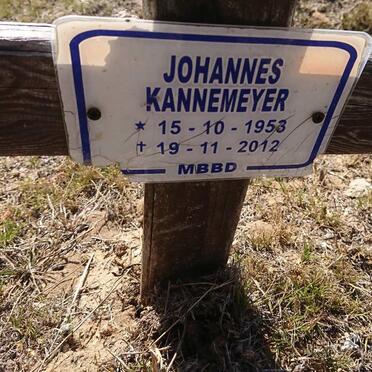 JOHANNES
KANNEMEYER
* 15 - 10 - 1953
† 19 - 11 - 2012
MBBD